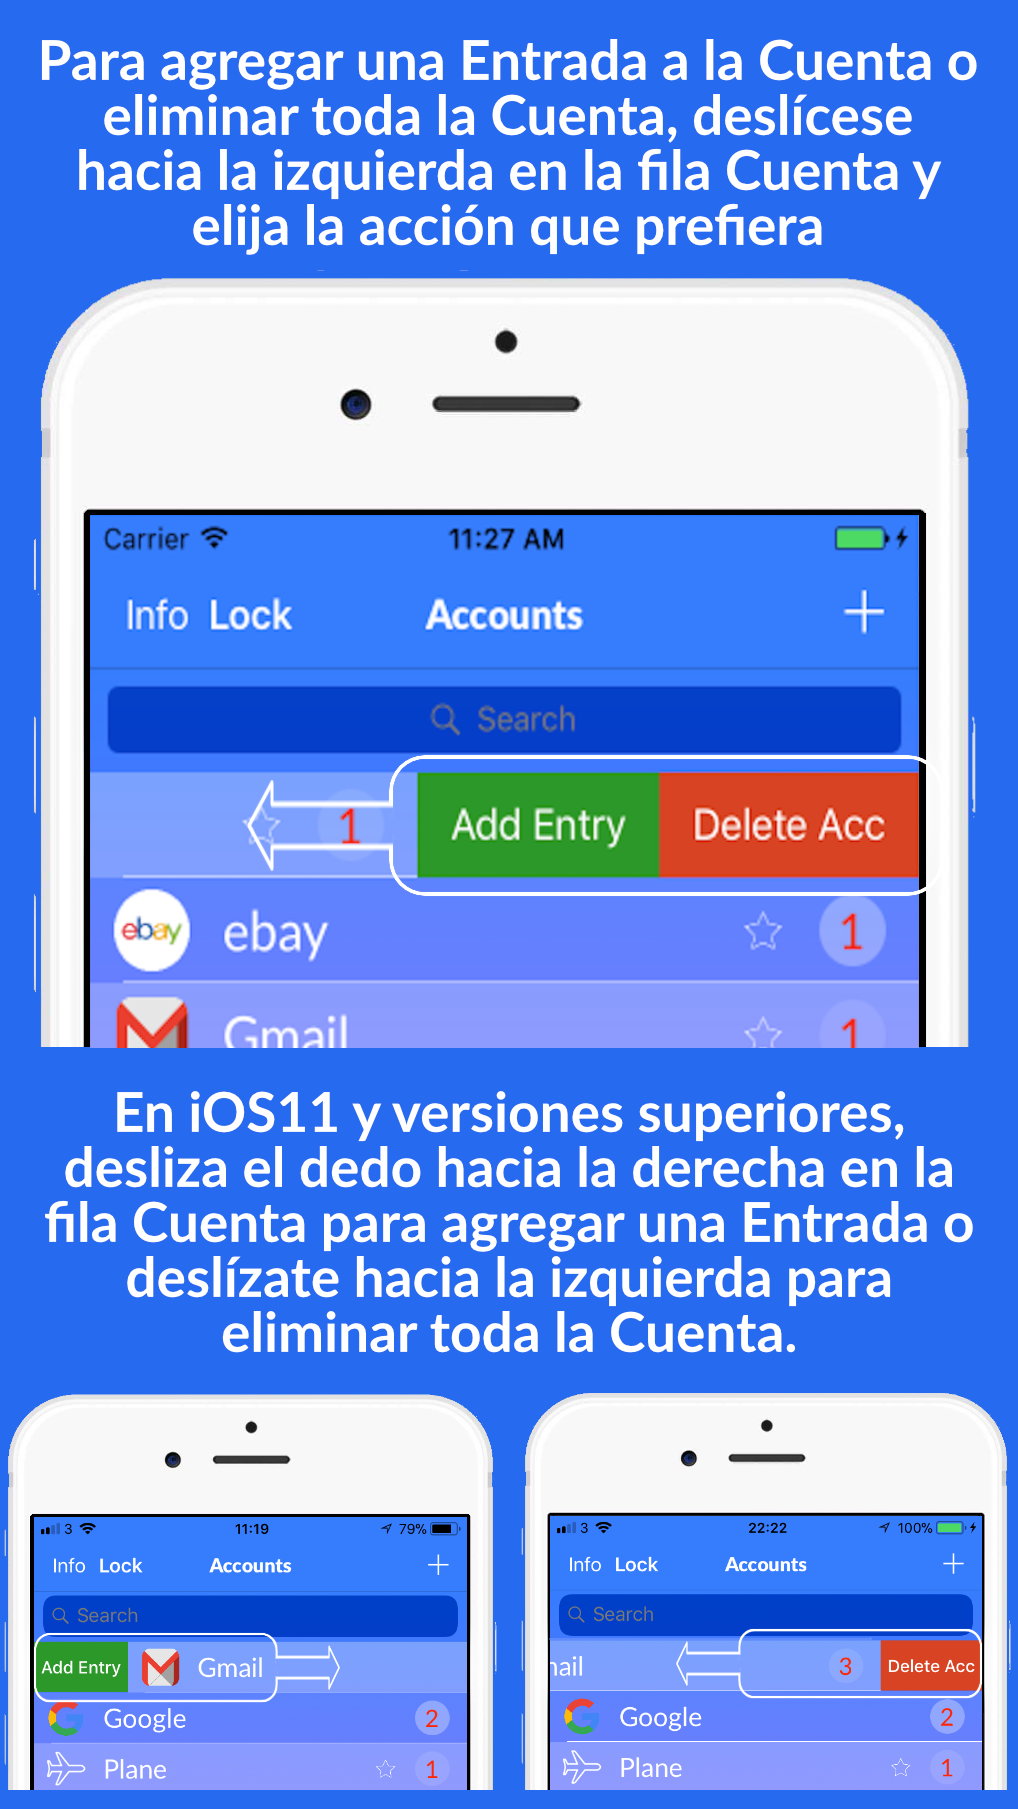 Para agregar una Entrada a la Cuenta o
eliminar toda la Cuenta, deslícese
hacia la izquierda en la fila Cuenta y
elija la acción que prefiera
Carrier 11:27 AM
Info Lock Accounts +
Search
1 Add Entry Delete Acc
ebay ebay 1
Gmail 1
En iOS11 y versiones superiores,
desliza el dedo hacia la derecha en la
fila Cuenta para agregar una Entrada o
deslízate hacia la izquierda para
eliminar toda la Cuenta.
3 11:19 79%
Info Lock Accounts +
Search
Add Entry Gmail
Google 2
Plane 1
3 22:22 100%
Info Lock Accounts +
Search
ail 3 Delete Acc
Google 2
Plane 1